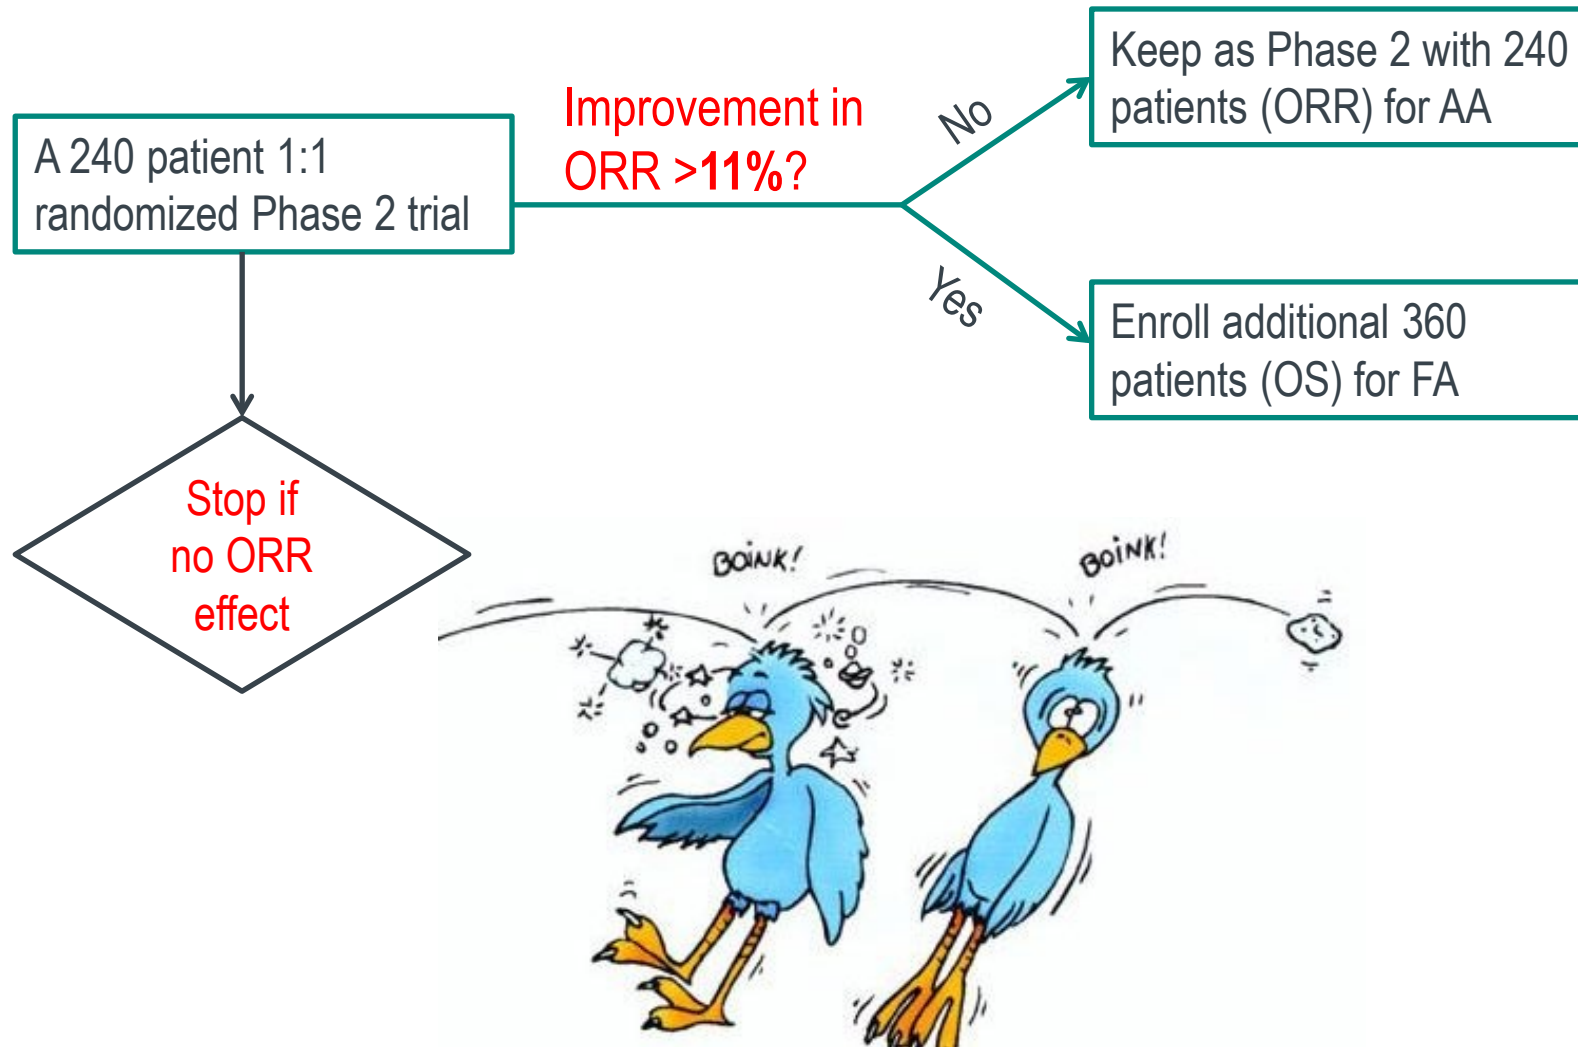 A 240 patient 1:1
randomized Phase 2 trial
Improvement in
ORR >11%?
No
Yes
Keep as Phase 2 with 240
patients (ORR) for AA
Enroll additional 360
patients (OS) for FA
Stop if
no ORR
effect
BOINK!
BOINK!